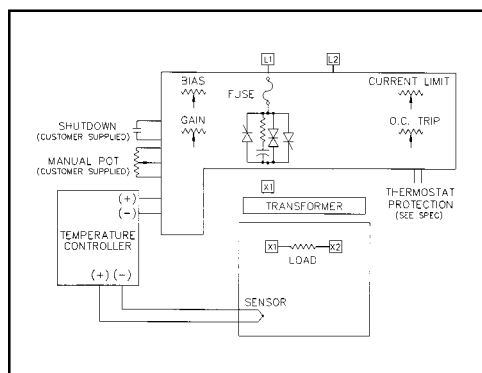 L1
L2
BIAS
FUSE
CURRENT LIMIT
GAIN
O.C. TRIP
SHUTDOWN
(CUSTOMER SUPPLIED)
MANUAL POT
(CUSTOMER SUPPLIED)
X1
THERMOSTAT
PROTECTION
(SEE SPEC)
TRANSFORMER
(+)
(-)
TEMPERATURE
CONTROLLER
(+) (-)
X1
X2
LOAD
SENSOR